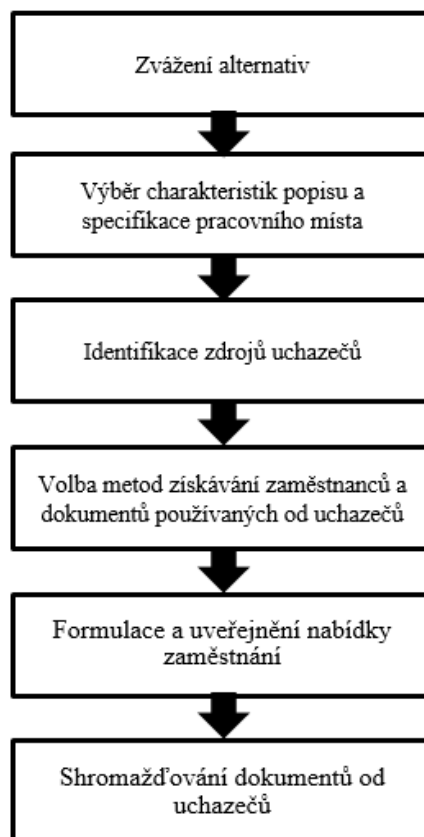 Zvážení alternativ
Výběr charakteristik popisu a
specifikace pracovního místa
Identifikace zdrojů uchazečů
Volba metod získávání zaměstnanců a
dokumentů používaných od uchazečů
Formulace a uveřejnění nabídky
zaměstnání
Shromažďování dokumentů od
uchazečů